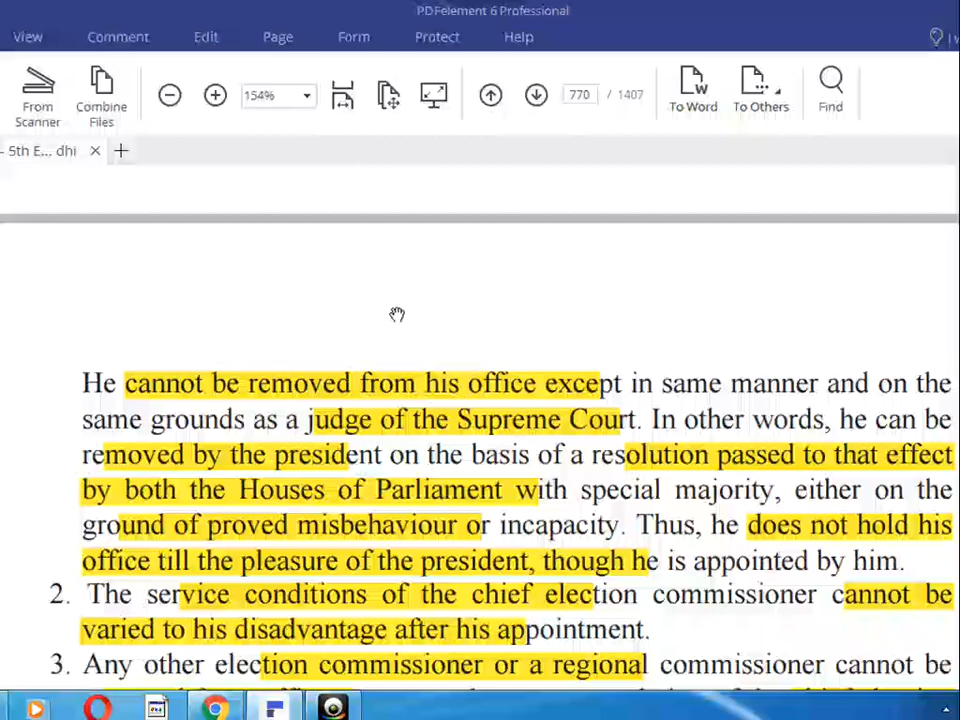 PDFelement 6 Professional
View Comment Edit Page Form Protect Help
From Scanner
Combine Files
154%
770 / 1407
To Word
To Others
Find
- 5th E... dhi
He cannot be removed from his office except in same manner and on the
same grounds as a judge of the Supreme Court. In other words, he can be
removed by the president on the basis of a resolution passed to that effect
by both the Houses of Parliament with special majority, either on the
ground of proved misbehaviour or incapacity. Thus, he does not hold his
office till the pleasure of the president, though he is appointed by him.
2. The service conditions of the chief election commissioner cannot be
varied to his disadvantage after his appointment.
3. Any other election commissioner or a regional commissioner cannot be